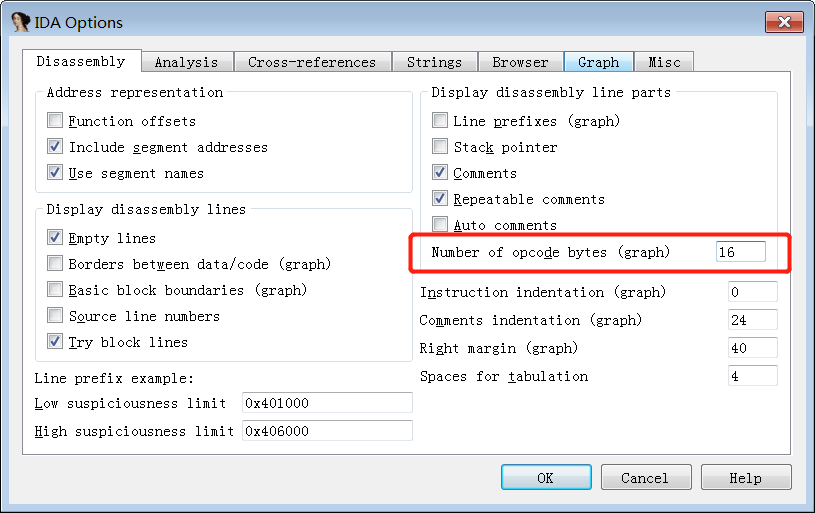 IDA Options
Disassembly Analysis Cross-references Strings Browser Graph Misc
Address representation
Function offsets
Include segment addresses
Use segment names
Display disassembly lines
Empty lines
Borders between data/code (graph)
Basic block boundaries (graph)
Source line numbers
Try block lines
Line prefix example:
Low suspiciousness limit 0x401000
High suspiciousness limit 0x406000
Display disassembly line parts
Line prefixes (graph)
Stack pointer
Comments
Repeatable comments
Auto comments
Number of opcode bytes (graph) 16
Instruction indentation (graph) 0
Comments indentation (graph) 24
Right margin (graph) 40
Spaces for tabulation 4
OK Cancel Help